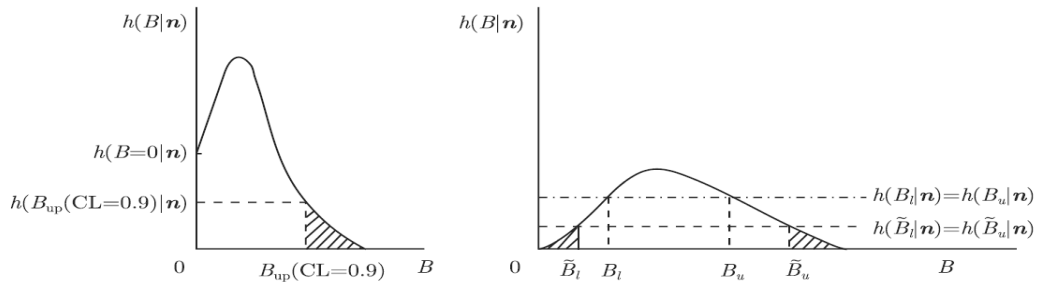 h(B|n)
h(B=0|n)
h(B_up(CL=0.9)|n)
0
B_up(CL=0.9)
B
h(B|n)
h(B_l|n)=h(B_u|n)
h(B̃_l|n)=h(B̃_u|n)
0
B̃_l
B_l
B_u
B̃_u
B